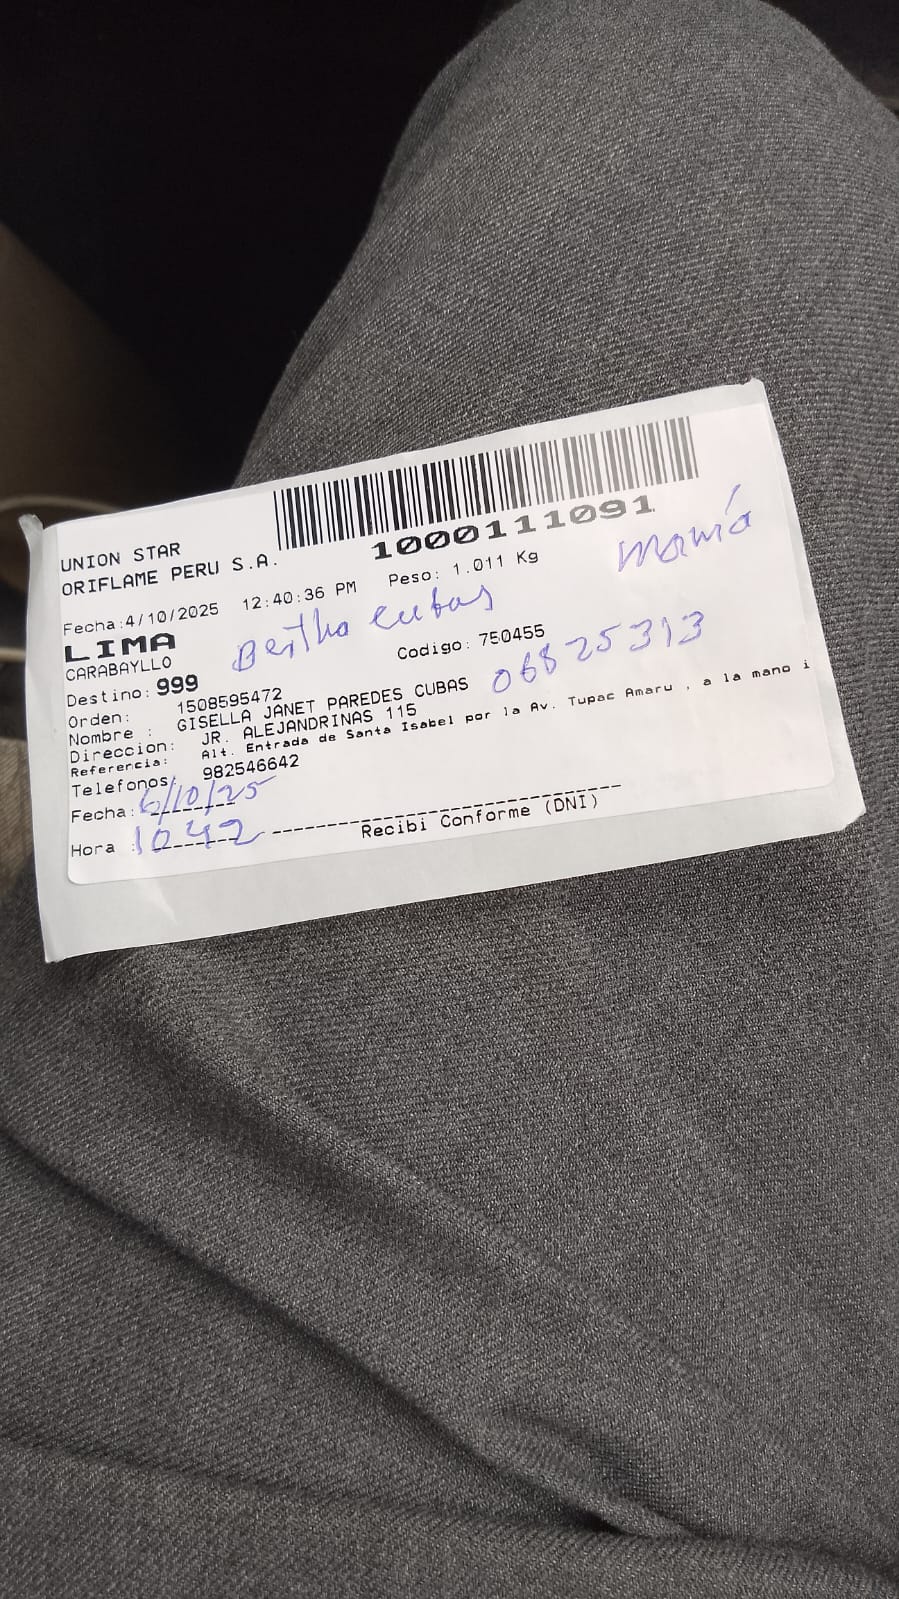 UNION STAR
ORIFLAME PERU S.A.
1000111091
Fecha:4/10/2025 12:40:36 PM Peso: 1.011 Kg
LIMA
Bertha cubas
mamá
CARABAYLLO
Codigo: 750455
Destino: 999
06825313
Orden: 1508595472
Nombre : GISELLA JANET PAREDES CUBAS
Direccion: JR. ALEJANDRINAS 115
Referencia: Alt. Entrada de Santa Isabel por la Av. Tupac Amaru , a la mano i
Telefonos: 982546642
Fecha: 6/10/25
Hora : 1042
Recibi Conforme (DNI)